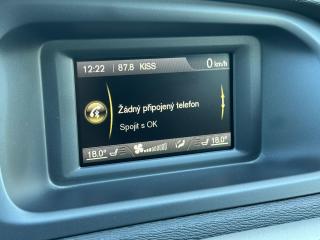 12:22 87.8 KISS 0 km/h
Žádný připojený telefon
Spojit s OK
18.0° 18.0°